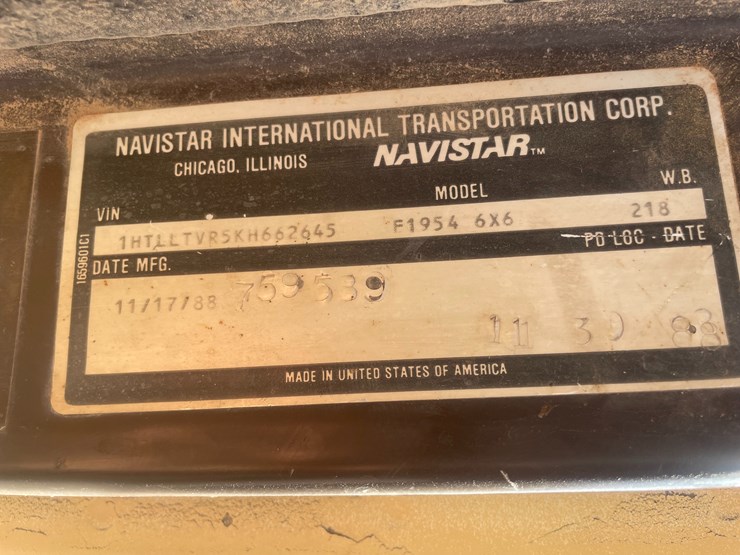 NAVISTAR INTERNATIONAL TRANSPORTATION CORP.
CHICAGO, ILLINOIS NAVISTAR™
VIN MODEL W.B.
1HTLLTVR5KH662645 F1954 6X6 218
DATE MFG. PD LOC - DATE
11/17/88 759539
11 30 88
MADE IN UNITED STATES OF AMERICA
1659601C1